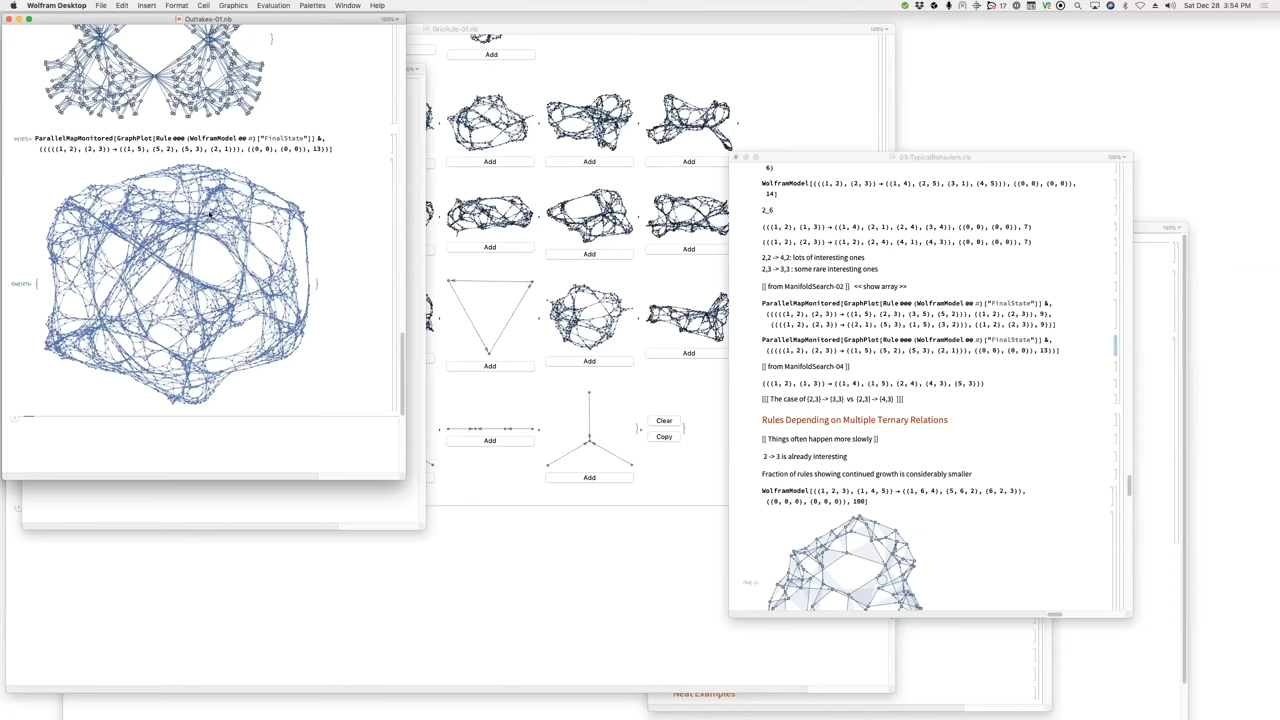 Wolfram Desktop File Edit Insert Format Cell Graphics Evaluation Palettes Window Help
17
Sat Dec 28 3:54 PM
Outtakes-01.nb
100%
ParallelMapMonitored[GraphPlot[Rule @@@ (WolframModel @@ #)["FinalState"]] &,
{{{{{1, 2}, {2, 3}} → {{1, 5}, {5, 2}, {5, 3}, {2, 1}}}, {{0, 0}, {0, 0}}, 13}}]
GridRule-01.nb
100%
Add
Add
Add
Add
Add
Add
Add
Add
Add
Add
Add
Add
Clear
Copy
03-TypicalBehaviors.nb
100%
6}
WolframModel[{{{1, 2}, {2, 3}} → {{1, 4}, {2, 5}, {3, 1}, {4, 5}}}, {{0, 0}, {0, 0}},
14]
2_6
{{{1, 2}, {1, 3}} → {{1, 4}, {2, 1}, {2, 4}, {3, 4}}, {{0, 0}, {0, 0}}, 7}
{{{1, 2}, {2, 3}} → {{1, 2}, {2, 4}, {4, 1}, {4, 3}}, {{0, 0}, {0, 0}}, 7}
2,2 -> 4,2: lots of interesting ones
2,3 -> 3,3 : some rare interesting ones
[[ from ManifoldSearch-02 ]] << show array >>
ParallelMapMonitored[GraphPlot[Rule @@@ (WolframModel @@ #)["FinalState"]] &,
{{{{{1, 2}, {2, 3}} → {{1, 5}, {2, 3}, {3, 5}, {5, 2}}}, {{1, 2}, {2, 3}}, 9},
{{{{1, 2}, {2, 3}} → {{2, 1}, {5, 3}, {1, 5}, {3, 2}}}, {{1, 2}, {2, 3}}, 9}}]
ParallelMapMonitored[GraphPlot[Rule @@@ (WolframModel @@ #)["FinalState"]] &,
{{{{{1, 2}, {2, 3}} → {{1, 5}, {5, 2}, {5, 3}, {2, 1}}}, {{0, 0}, {0, 0}}, 13}}]
[[ from ManifoldSearch-04 ]]
{{{1, 2}, {1, 3}} → {{1, 4}, {1, 5}, {2, 4}, {4, 3}, {5, 3}}}
[[[ The case of {2,3} -> {3,3} vs {2,3} -> {4,3} ]]]
Rules Depending on Multiple Ternary Relations
[[ Things often happen more slowly ]]
2 -> 3 is already interesting
Fraction of rules showing continued growth is considerably smaller
WolframModel[{{1, 2, 3}, {1, 4, 5}} → {{1, 6, 4}, {5, 6, 2}, {6, 2, 3}},
{{0, 0, 0}, {0, 0, 0}}, 100]
100%
Neat Examples